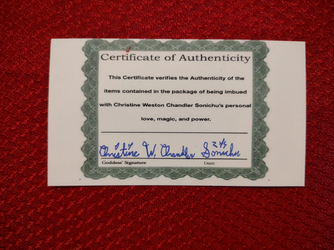 Certificate of Authenticity
This Certificate verifies the Authenticity of the
items contained in the package of being imbued
with Christine Weston Chandler Sonichu's personal
love, magic, and power.
Christine W. Chandler Sonichu
Goddess' Signature Date